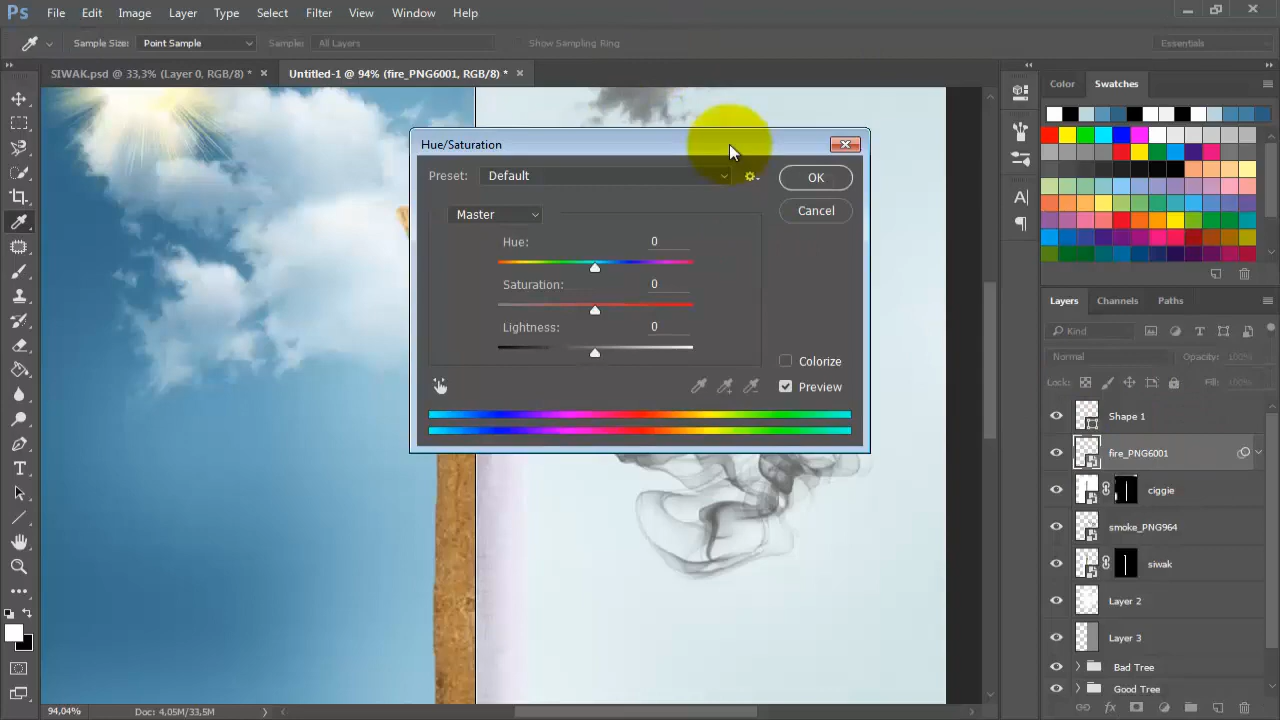 Ps File Edit Image Layer Type Select Filter View Window Help
Sample Size: Point Sample Sample: All Layers Show Sampling Ring Essentials
SIWAK.psd @ 33,3% (Layer 0, RGB/8) * Untitled-1 @ 94% (fire_PNG6001, RGB/8) *
Color Swatches
Hue/Saturation
Preset: Default
OK
Master
Cancel
Hue: 0
Saturation: 0
Lightness: 0
Colorize
Preview
Layers Channels Paths
Kind
Normal Opacity: 100%
Lock: Fill: 100%
Shape 1
fire_PNG6001
ciggie
smoke_PNG964
siwak
Layer 2
Layer 3
Bad Tree
Good Tree
94,04% Doc: 4,05M/33,5M